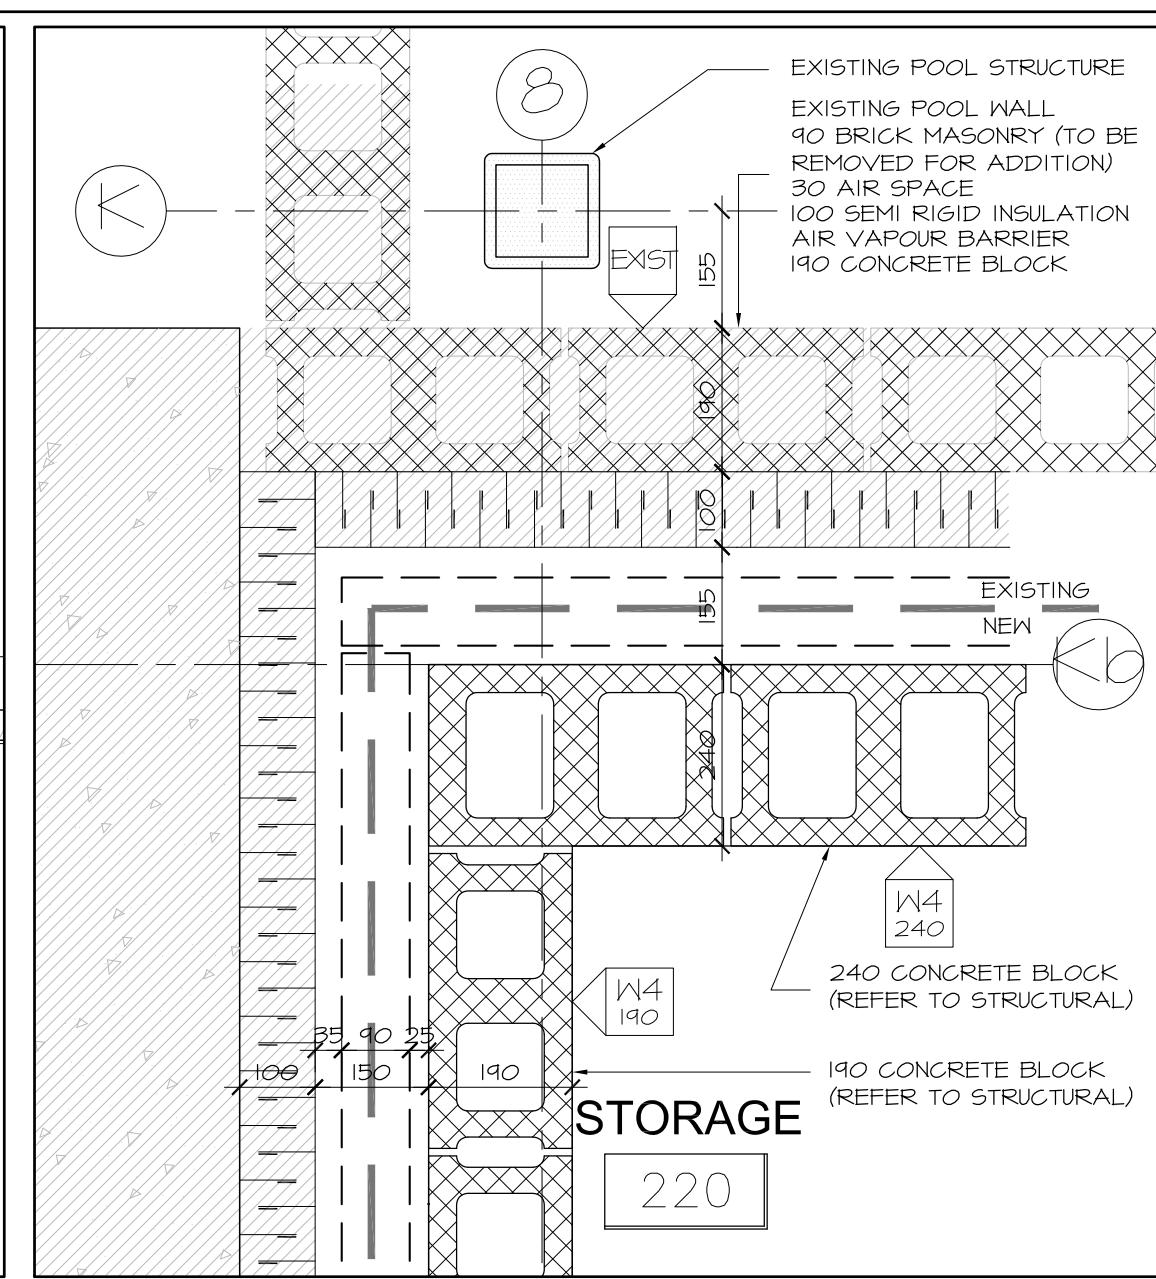 8
EXISTING POOL STRUCTURE
EXISTING POOL WALL
90 BRICK MASONRY (TO BE
REMOVED FOR ADDITION)
30 AIR SPACE
100 SEMI RIGID INSULATION
AIR VAPOUR BARRIER
190 CONCRETE BLOCK
K
EXIST
155
190
100
155
EXISTING
NEW
Kb
240
W4
240
240 CONCRETE BLOCK
(REFER TO STRUCTURAL)
W4
190
35 90 25
100 150 190
190 CONCRETE BLOCK
(REFER TO STRUCTURAL)
STORAGE
220